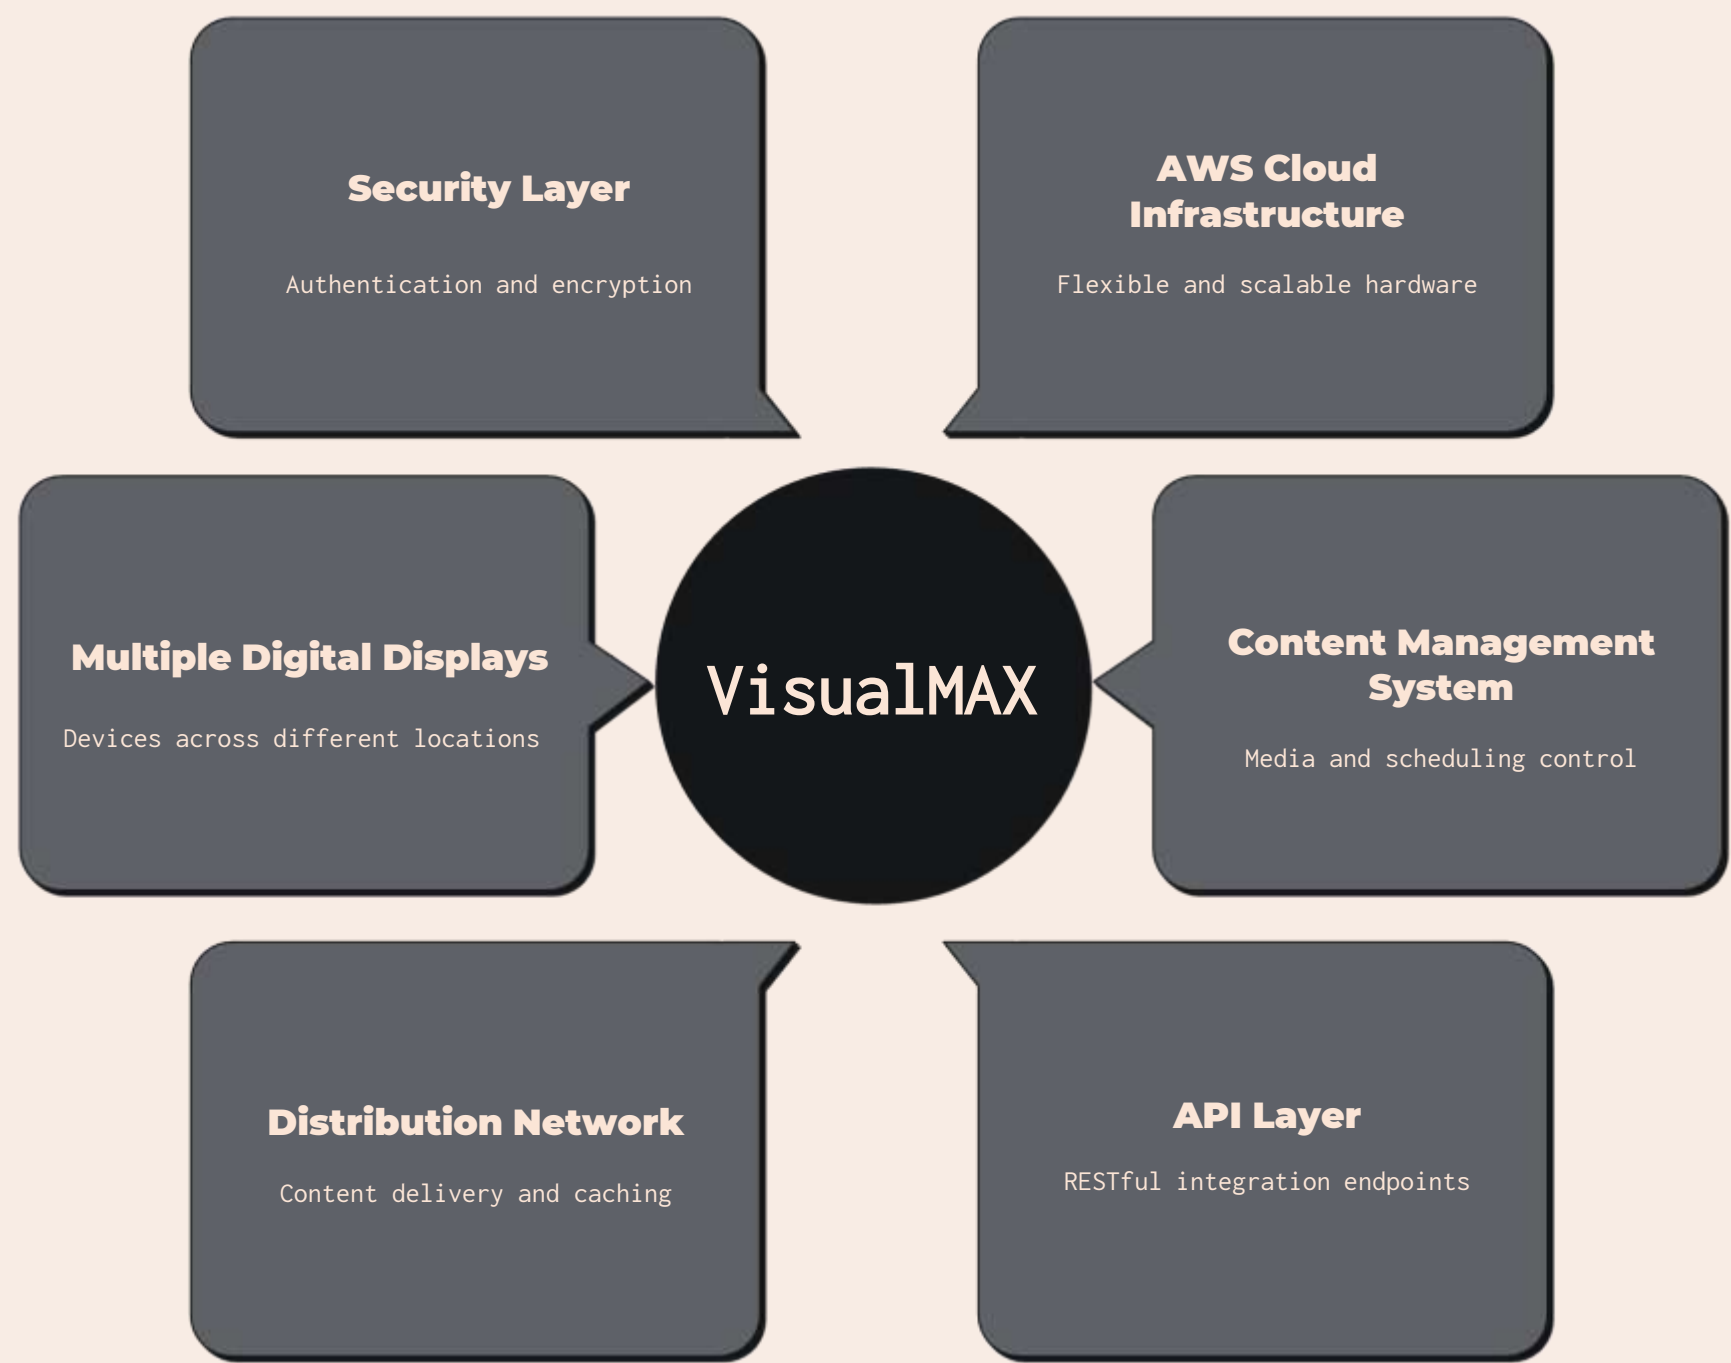 Security Layer
Authentication and encryption
AWS Cloud
Infrastructure
Flexible and scalable hardware
Multiple Digital Displays
Devices across different locations
VisualMAX
Content Management
System
Media and scheduling control
Distribution Network
Content delivery and caching
API Layer
RESTful integration endpoints